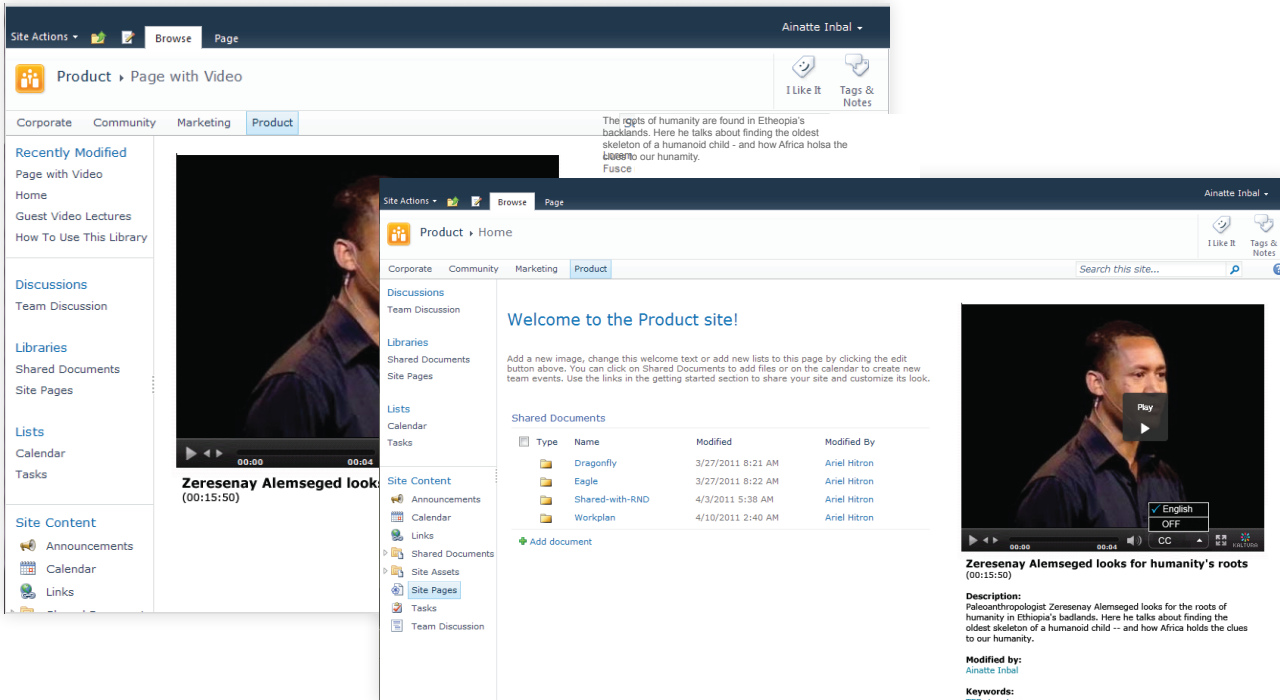 Site Actions
Browse
Page
Ainatte Inbal
Product
Page with Video
I Like It
Tags &
Notes
Corporate
Community
Marketing
Product
The roots of humanity are found in Etheopia's
backlands. Here he talks about finding the oldest
skeleton of a humanoid child - and how Africa holsa the
clues to our hunamity.
Lorem
Fusce
Recently Modified
Page with Video
Home
Guest Video Lectures
How To Use This Library
Discussions
Team Discussion
Libraries
Shared Documents
Site Pages
Lists
Calendar
Tasks
Site Content
Announcements
Calendar
Links
00:00
00:04
Zeresenay Alemseged looks
(00:15:50)
Site Actions
Browse
Page
Ainatte Inbal
Product
Home
I Like It
Tags &
Notes
Corporate
Community
Marketing
Product
Search this site...
Discussions
Team Discussion
Libraries
Shared Documents
Site Pages
Lists
Calendar
Tasks
Site Content
Announcements
Calendar
Links
Shared Documents
Site Assets
Site Pages
Tasks
Team Discussion
Welcome to the Product site!
Add a new image, change this welcome text or add new lists to this page by clicking the edit
button above. You can click on Shared Documents to add files or on the calendar to create new
team events. Use the links in the getting started section to share your site and customize its look.
Shared Documents
Type Name Modified Modified By
Dragonfly 3/27/2011 8:21 AM Ariel Hitron
Eagle 3/27/2011 8:22 AM Ariel Hitron
Shared-with-RND 4/3/2011 5:38 AM Ariel Hitron
Workplan 4/10/2011 2:40 AM Ariel Hitron
Add document
Play
English
OFF
00:00
00:04
CC
KALTURA
Zeresenay Alemseged looks for humanity's roots
(00:15:50)
Description:
Paleoanthropologist Zeresenay Alemseged looks for the roots of
humanity in Ethiopia's badlands. Here he talks about finding the
oldest skeleton of a humanoid child -- and how Africa holds the clues
to our humanity.
Modified by:
Ainatte Inbal
Keywords: